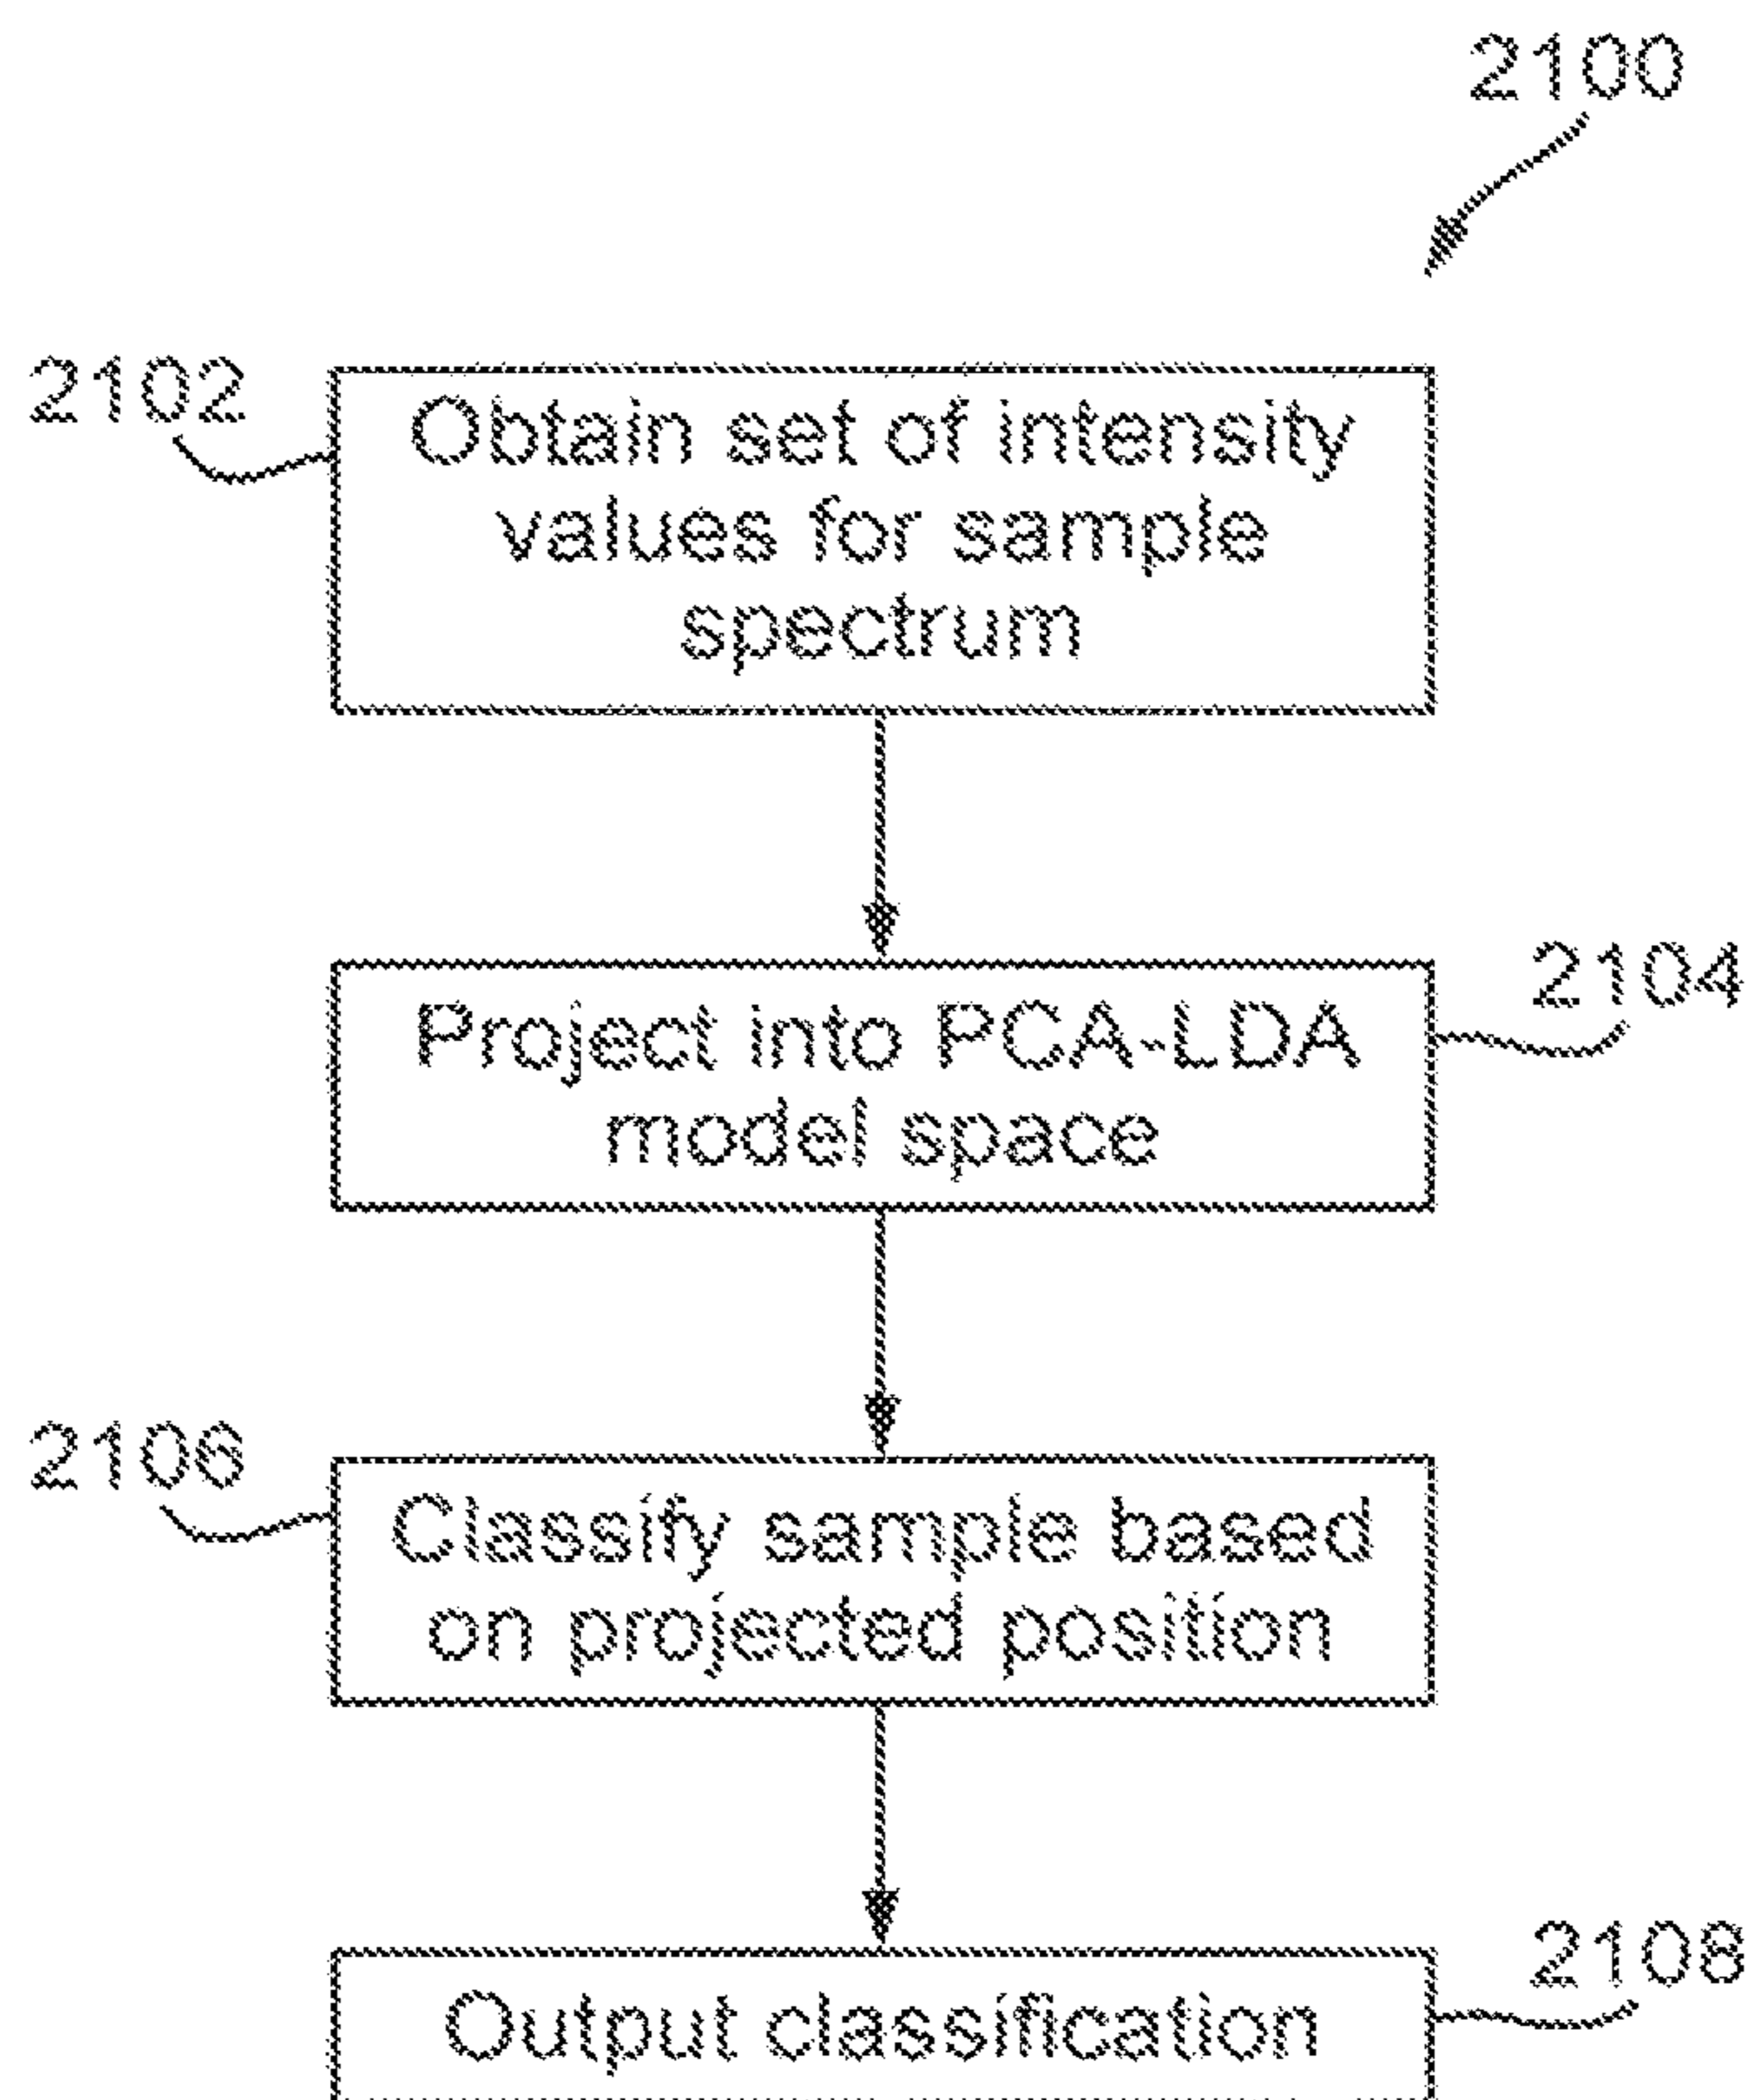 2100
2102
Obtain set of intensity
values for sample
spectrum
2104
Project into PCA-LDA
model space
2106
Classify sample based
on projected position
2108
Output classification